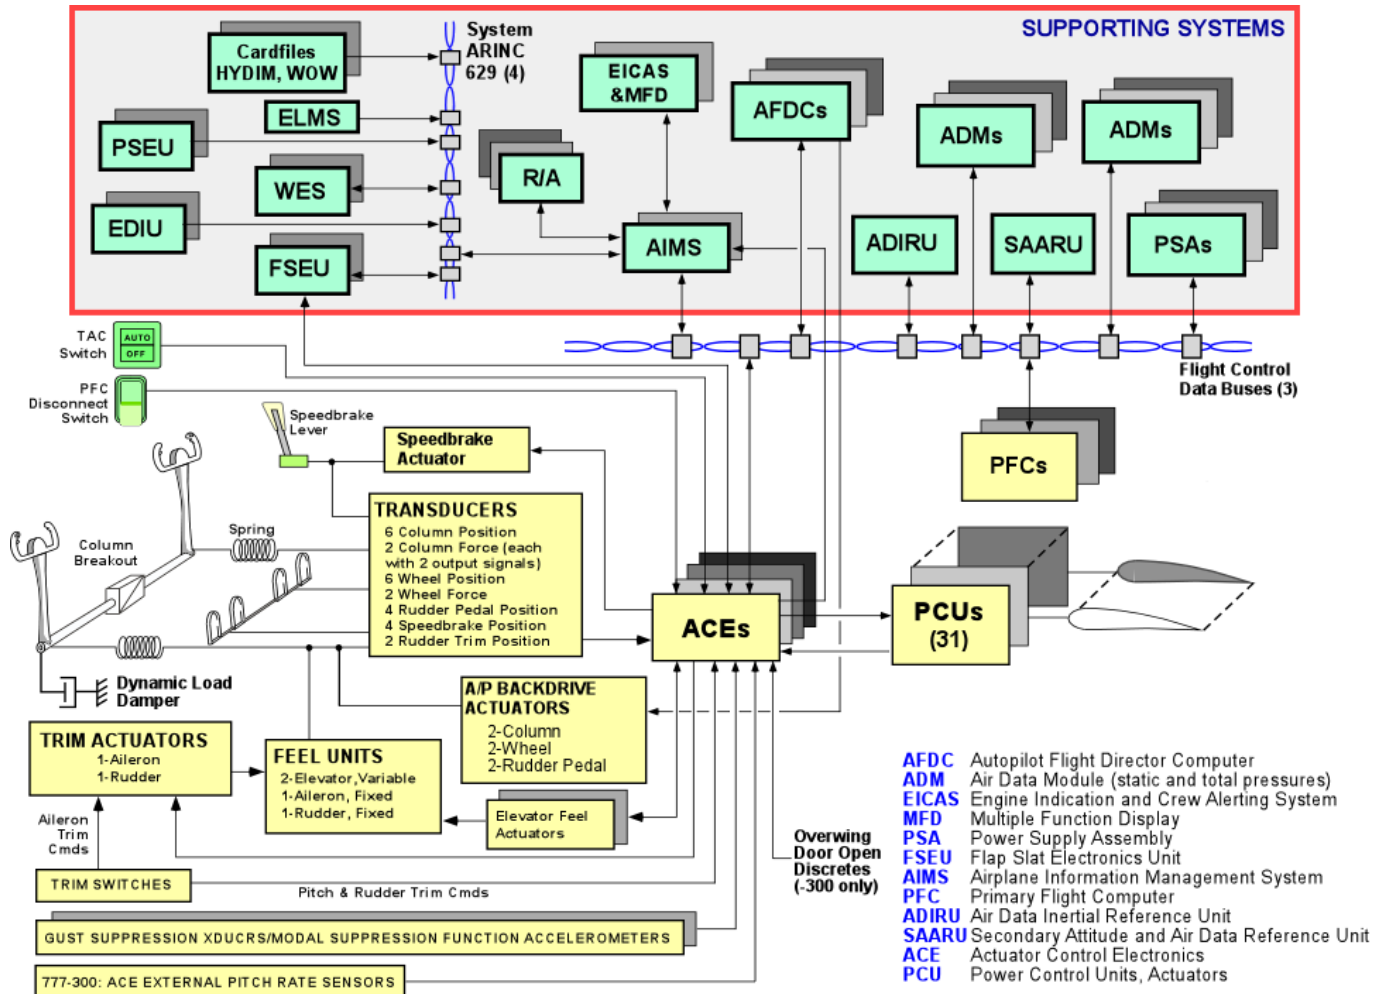 SUPPORTING SYSTEMS
System
ARINC
629 (4)
Cardfiles
HYDIM, WOW
ELMS
PSEU
WES
EDIU
FSEU
EICAS
&MFD
R/A
AIMS
AFDCs
ADMs
ADMs
ADIRU
SAARU
PSAs
TAC
Switch
AUTO
OFF
PFC
Disconnect
Switch
Flight Control
Data Buses (3)
Speedbrake
Lever
Speedbrake
Actuator
PFCs
Column
Breakout
Spring
TRANSDUCERS
6 Column Position
2 Column Force (each
with 2 output signals)
6 Wheel Position
2 Wheel Force
4 Rudder Pedal Position
4 Speedbrake Position
2 Rudder Trim Position
ACEs
PCUs
(31)
Dynamic Load
Damper
A/P BACKDRIVE
ACTUATORS
2-Column
2-Wheel
2-Rudder Pedal
TRIM ACTUATORS
1-Aileron
1-Rudder
FEEL UNITS
2-Elevator,Variable
1-Aileron, Fixed
1-Rudder, Fixed
Elevator Feel
Actuators
Aileron
Trim
Cmds
Overwing
Door Open
Discretes
(-300 only)
TRIM SWITCHES
Pitch & Rudder Trim Cmds
GUST SUPPRESSION XDUCRS/MODAL SUPPRESSION FUNCTION ACCELEROMETERS
777-300: ACE EXTERNAL PITCH RATE SENSORS
AFDC Autopilot Flight Director Computer
ADM Air Data Module (static and total pressures)
EICAS Engine Indication and Crew Alerting System
MFD Multiple Function Display
PSA Power Supply Assembly
FSEU Flap Slat Electronics Unit
AIMS Airplane Information Management System
PFC Primary Flight Computer
ADIRU Air Data Inertial Reference Unit
SAARU Secondary Attitude and Air Data Reference Unit
ACE Actuator Control Electronics
PCU Power Control Units, Actuators